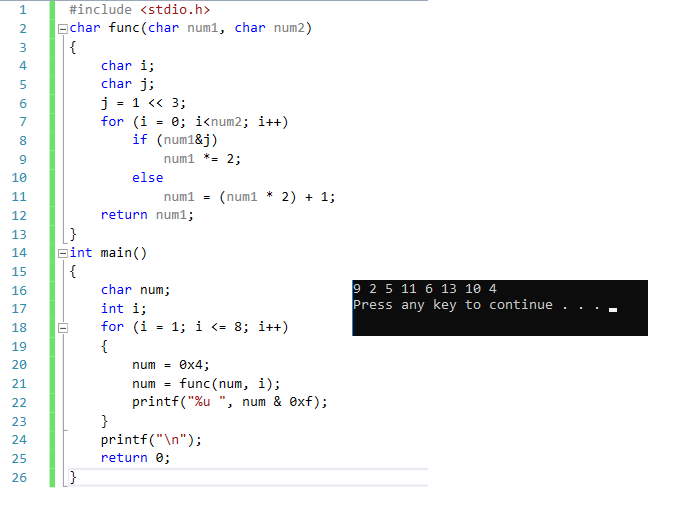 1 #include <stdio.h>
2 char func(char num1, char num2)
3 {
4 char i;
5 char j;
6 j = 1 << 3;
7 for (i = 0; i<num2; i++)
8 if (num1&j)
9 num1 *= 2;
10 else
11 num1 = (num1 * 2) + 1;
12 return num1;
13 }
14 int main()
15 {
16 char num;
17 int i;
18 for (i = 1; i <= 8; i++)
19 {
20 num = 0x4;
21 num = func(num, i);
22 printf("%u ", num & 0xf);
23 }
24 printf("\n");
25 return 0;
26 }
9 2 5 11 6 13 10 4
Press any key to continue . . .